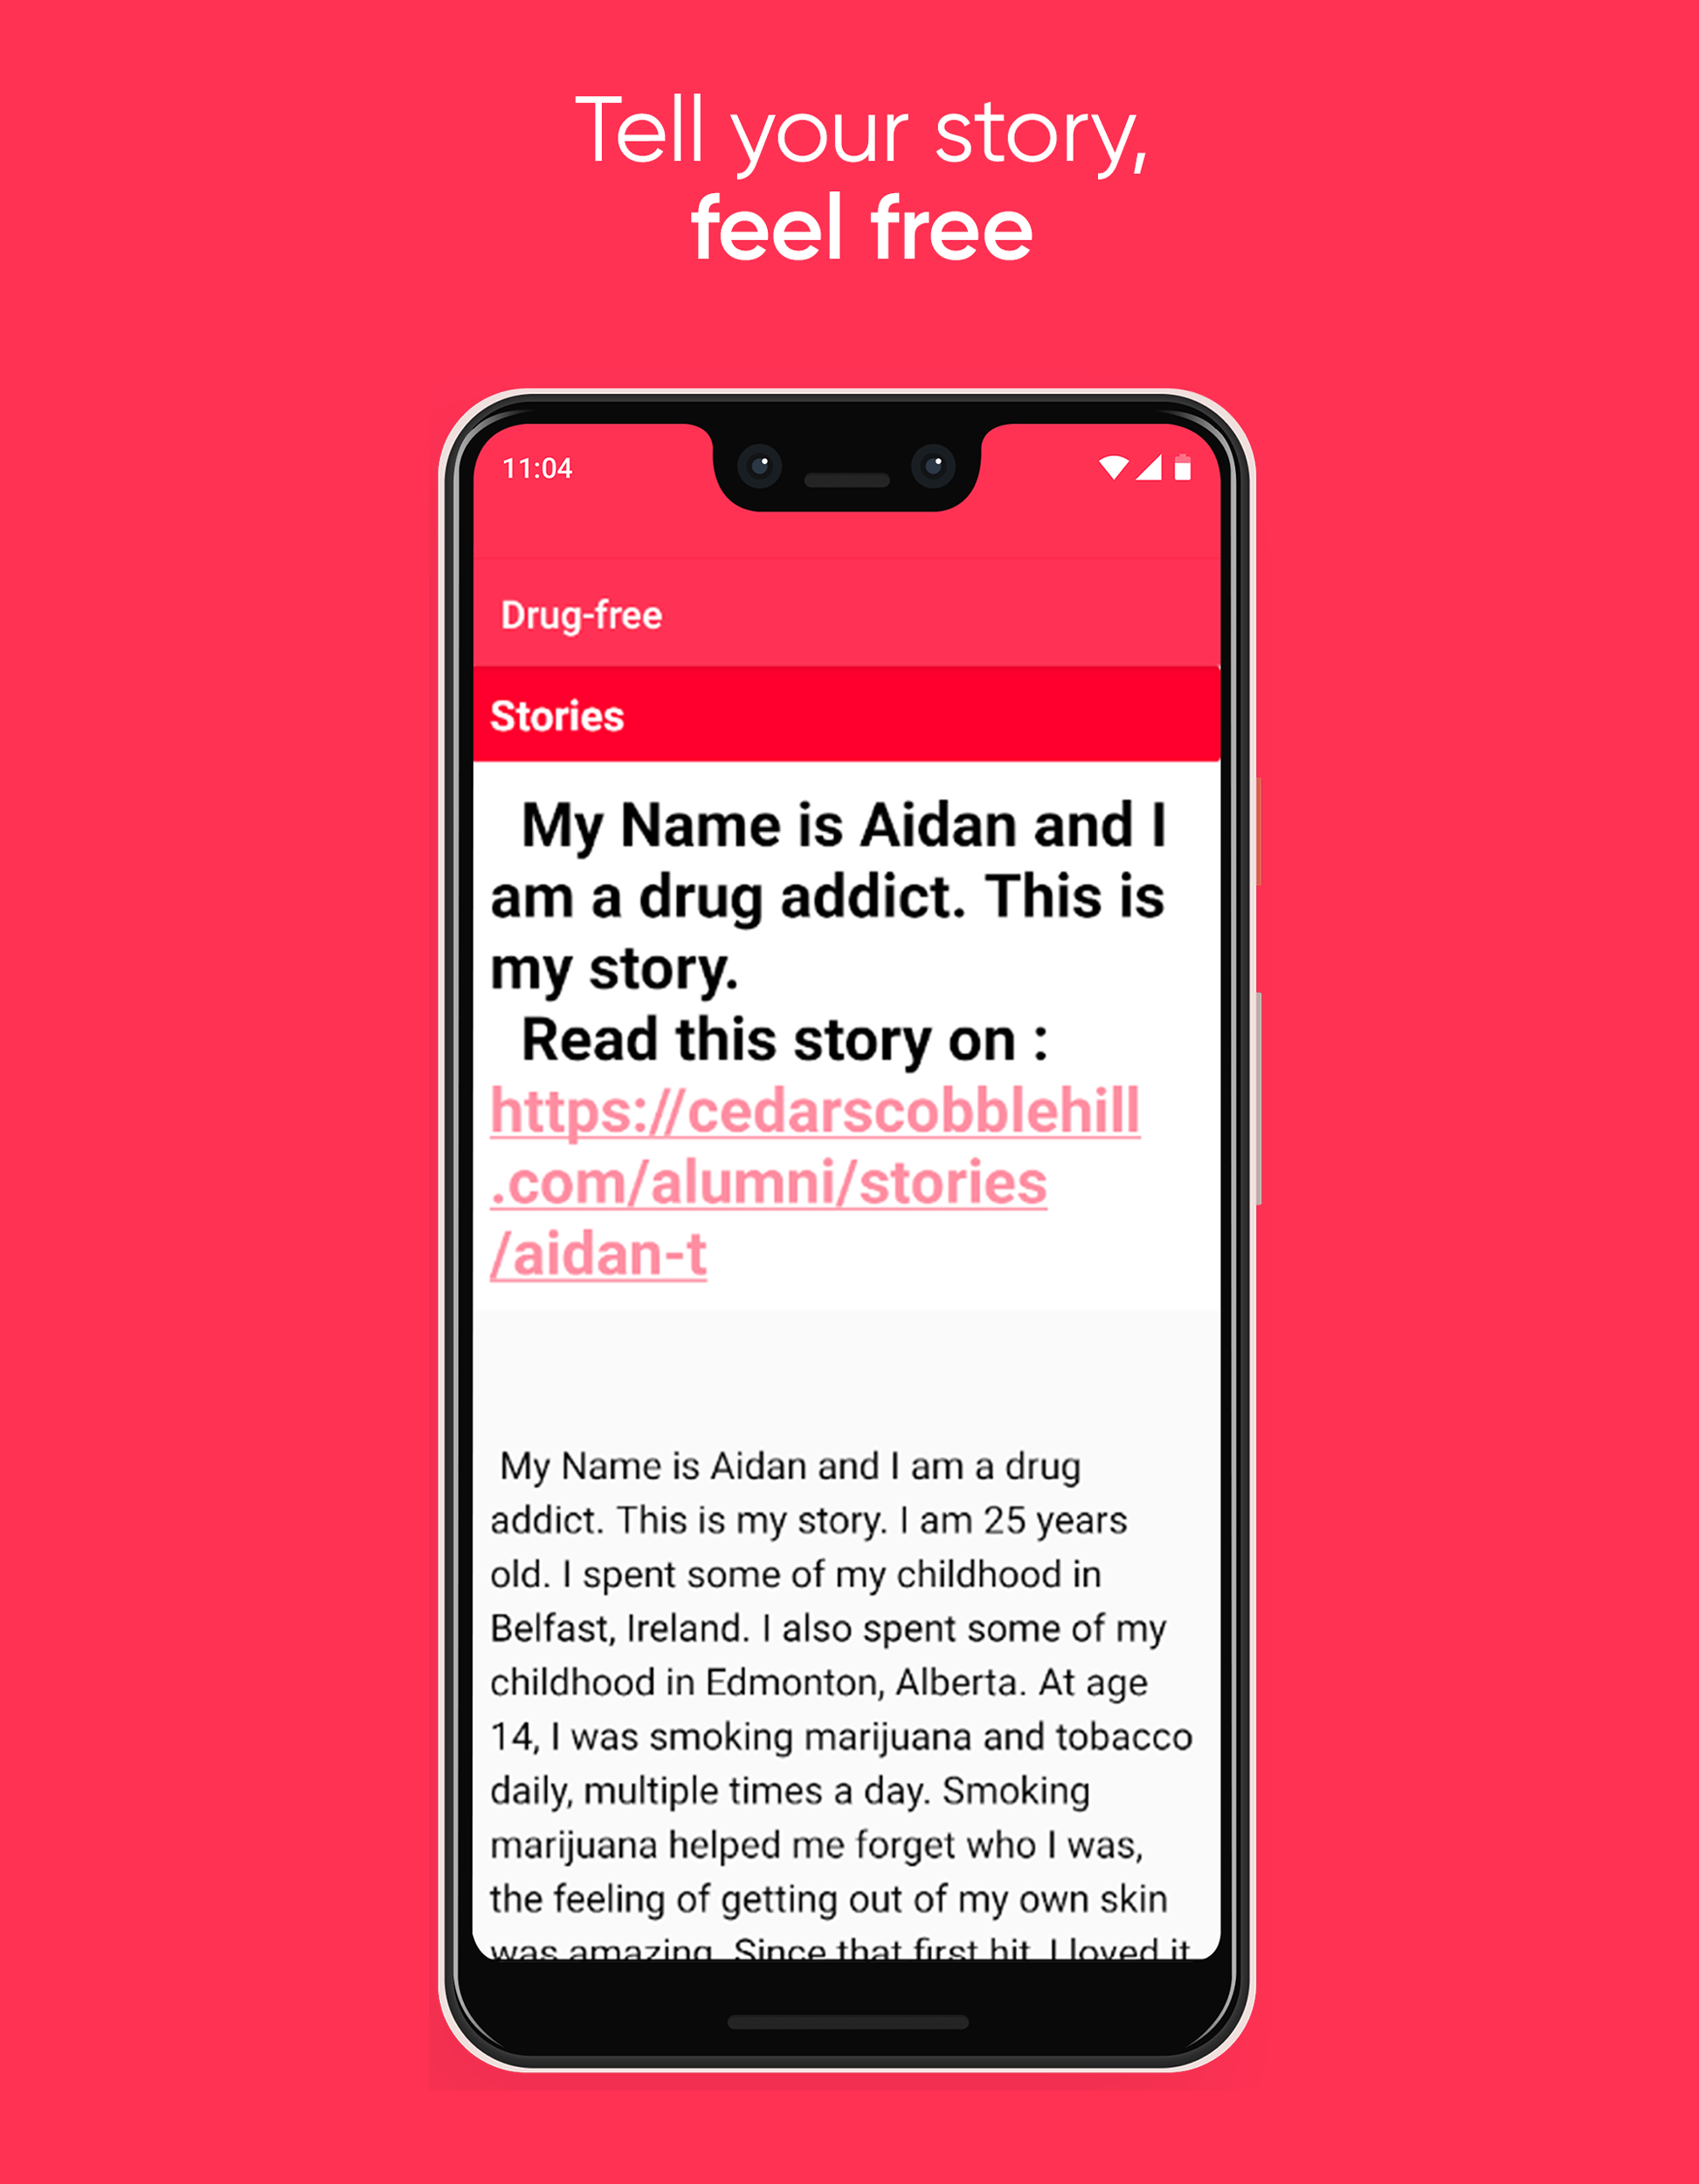 Tell your story,
feel free
11:04
Drug-free
Stories
My Name is Aidan and I
am a drug addict. This is
my story.
Read this story on :
https://cedarscobblehill
.com/alumni/stories
/aidan-t
My Name is Aidan and I am a drug
addict. This is my story. I am 25 years
old. I spent some of my childhood in
Belfast, Ireland. I also spent some of my
childhood in Edmonton, Alberta. At age
14, I was smoking marijuana and tobacco
daily, multiple times a day. Smoking
marijuana helped me forget who I was,
the feeling of getting out of my own skin
was amazing. Since that first hit, I loved it